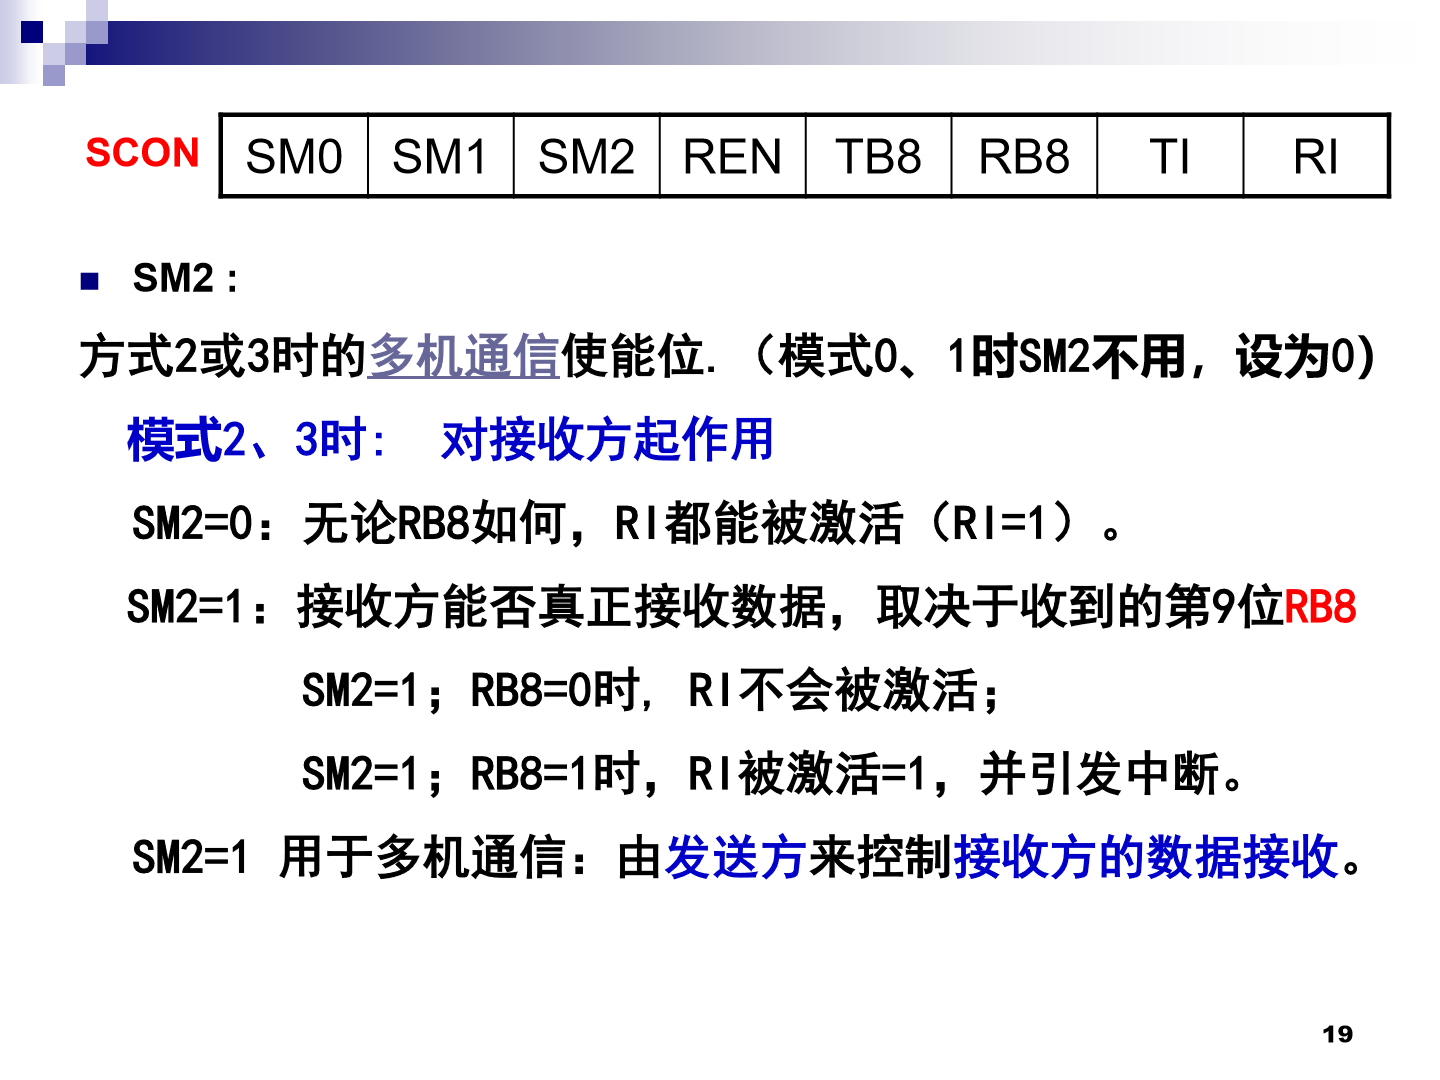 SCON SM0 SM1 SM2 REN TB8 RB8 TI RI
SM2 :
方式2或3时的多机通信使能位.（模式0、1时SM2不用，设为0)
模式2、3时： 对接收方起作用
SM2=0：无论RB8如何，RI都能被激活（RI=1）。
SM2=1：接收方能否真正接收数据，取决于收到的第9位RB8
SM2=1；RB8=0时, RI不会被激活；
SM2=1；RB8=1时，RI被激活=1，并引发中断。
SM2=1 用于多机通信：由发送方来控制接收方的数据接收。
19